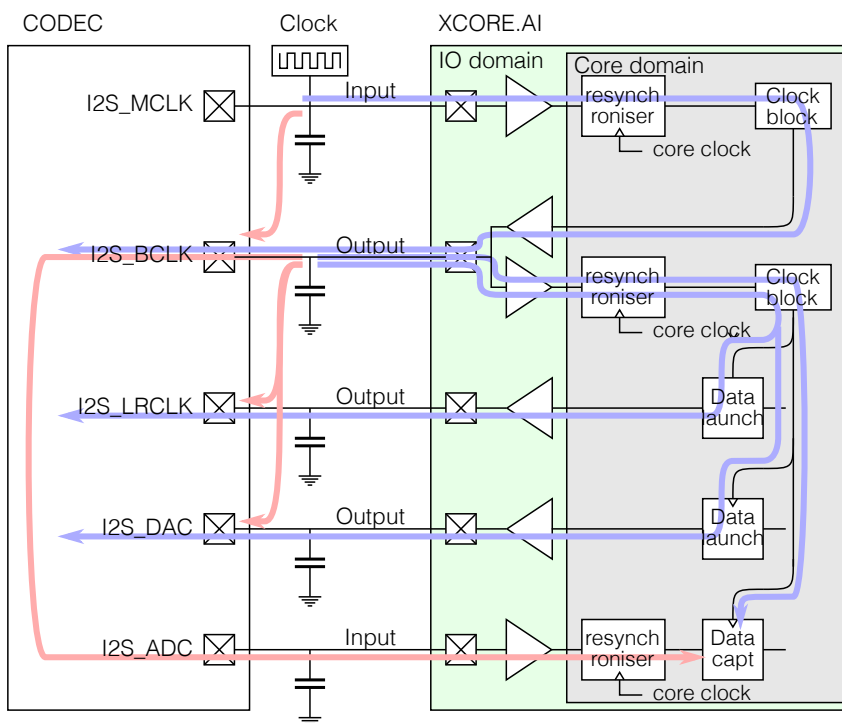 CODEC
Clock
XCORE.AI
IO domain
Core domain
I2S_MCLK
Input
resynch
roniser
Clock
block
core clock
I2S_BCLK
Output
resynch
roniser
Clock
block
core clock
I2S_LRCLK
Output
Data
launch
I2S_DAC
Output
Data
launch
I2S_ADC
Input
resynch
roniser
Data
capt
core clock